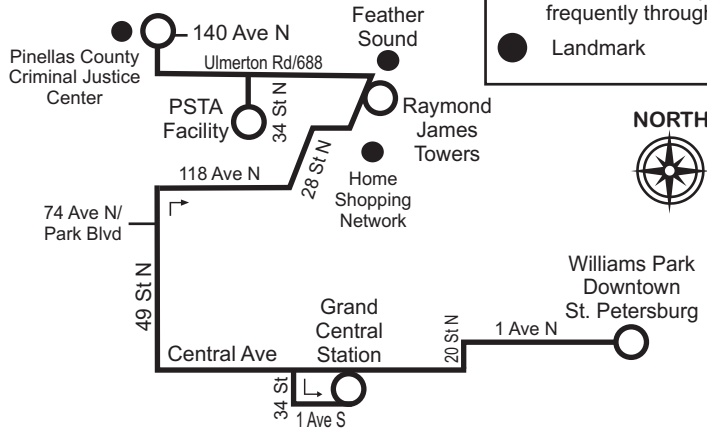 frequently through
Landmark
Feather
Sound
140 Ave N
Pinellas County
Criminal Justice
Center
Ulmerton Rd/688
PSTA
Facility
34 St N
Raymond
James
Towers
NORTH
28 St N
Home
Shopping
Network
118 Ave N
74 Ave N/
Park Blvd
49 St N
Williams Park
Downtown
St. Petersburg
Grand
Central
Station
20 St N
1 Ave N
Central Ave
34 St
1 Ave S